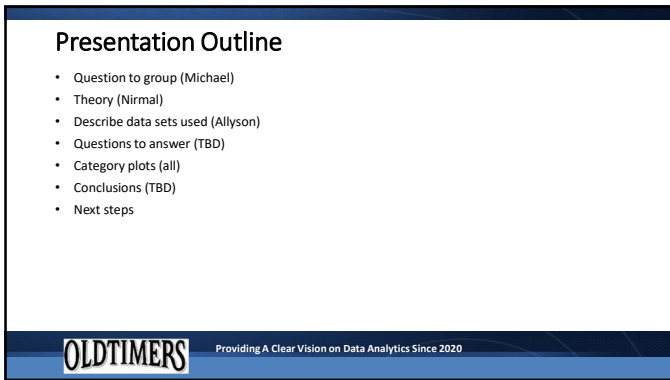 Presentation Outline
• Question to group (Michael)
• Theory (Nirmal)
• Describe data sets used (Allyson)
• Questions to answer (TBD)
• Category plots (all)
• Conclusions (TBD)
• Next steps
OLDTIMERS
Providing A Clear Vision on Data Analytics Since 2020